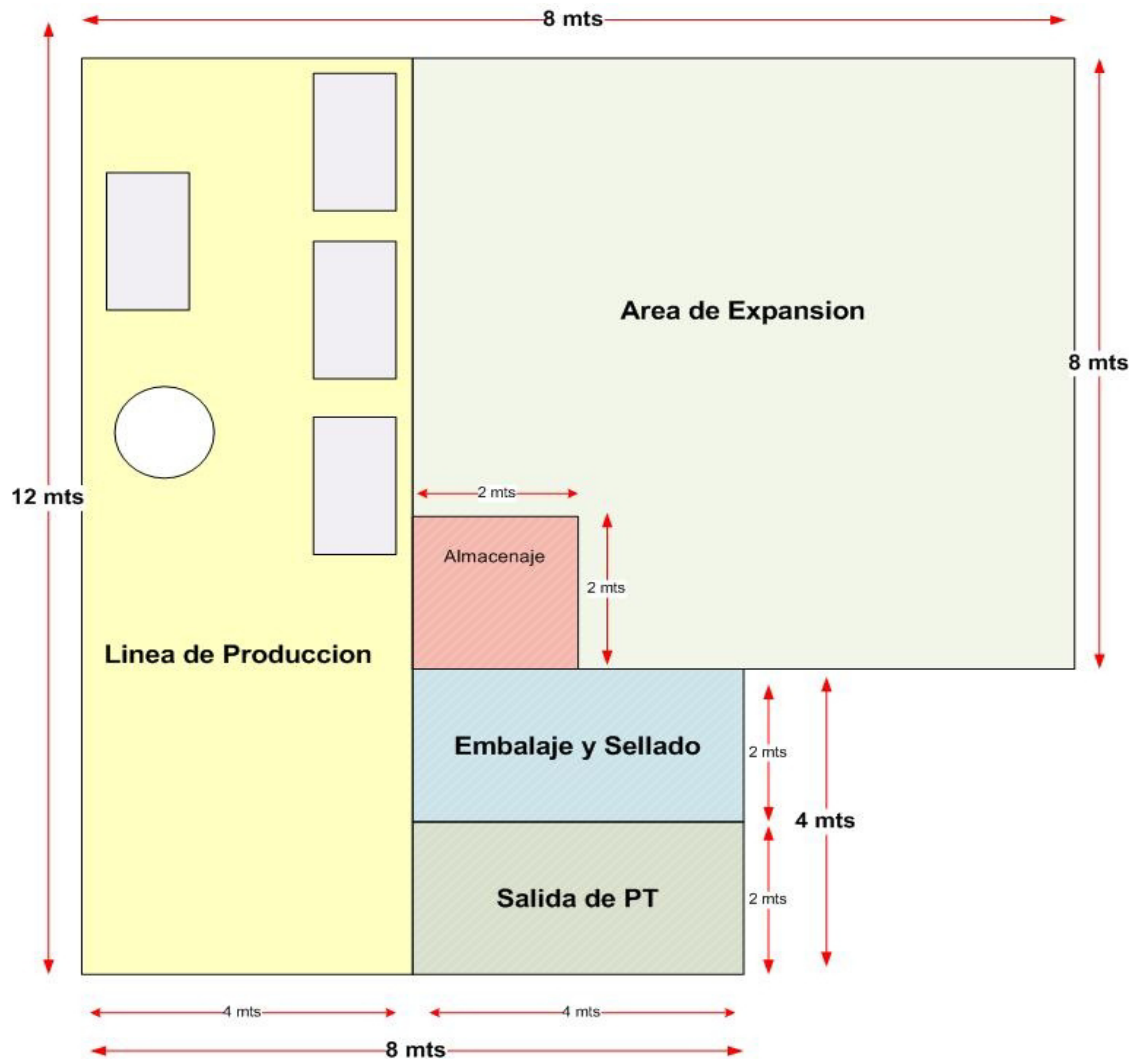 8 mts
Area de Expansion
8 mts
12 mts
2 mts
Almacenaje
2 mts
Linea de Produccion
Embalaje y Sellado
2 mts
4 mts
Salida de PT
2 mts
4 mts
4 mts
8 mts